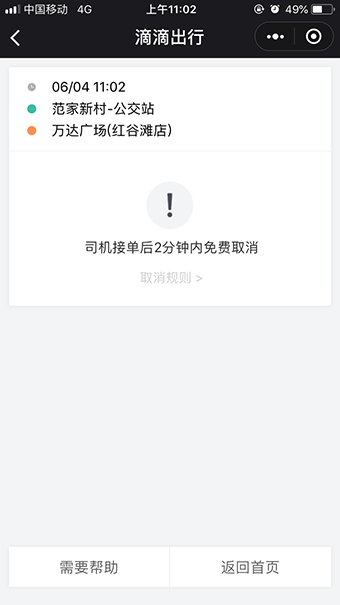 中国移动 4G 上午11:02 49%
滴滴出行
06/04 11:02
范家新村-公交站
万达广场(红谷滩店)
!
司机接单后2分钟内免费取消
取消规则 >
需要帮助 返回首页